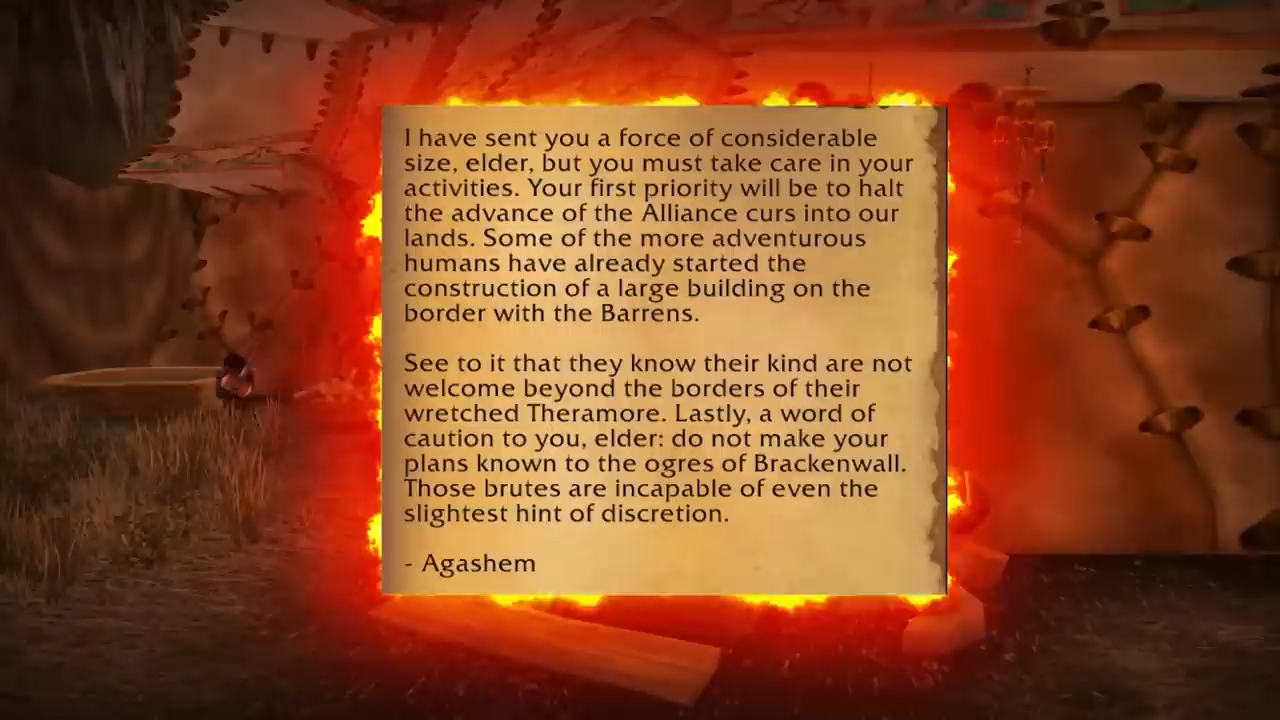 I have sent you a force of considerable
size, elder, but you must take care in your
activities. Your first priority will be to halt
the advance of the Alliance curs into our
lands. Some of the more adventurous
humans have already started the
construction of a large building on the
border with the Barrens.
See to it that they know their kind are not
welcome beyond the borders of their
wretched Theramore. Lastly, a word of
caution to you, elder: do not make your
plans known to the ogres of Brackenwall.
Those brutes are incapable of even the
slightest hint of discretion.
- Agashem